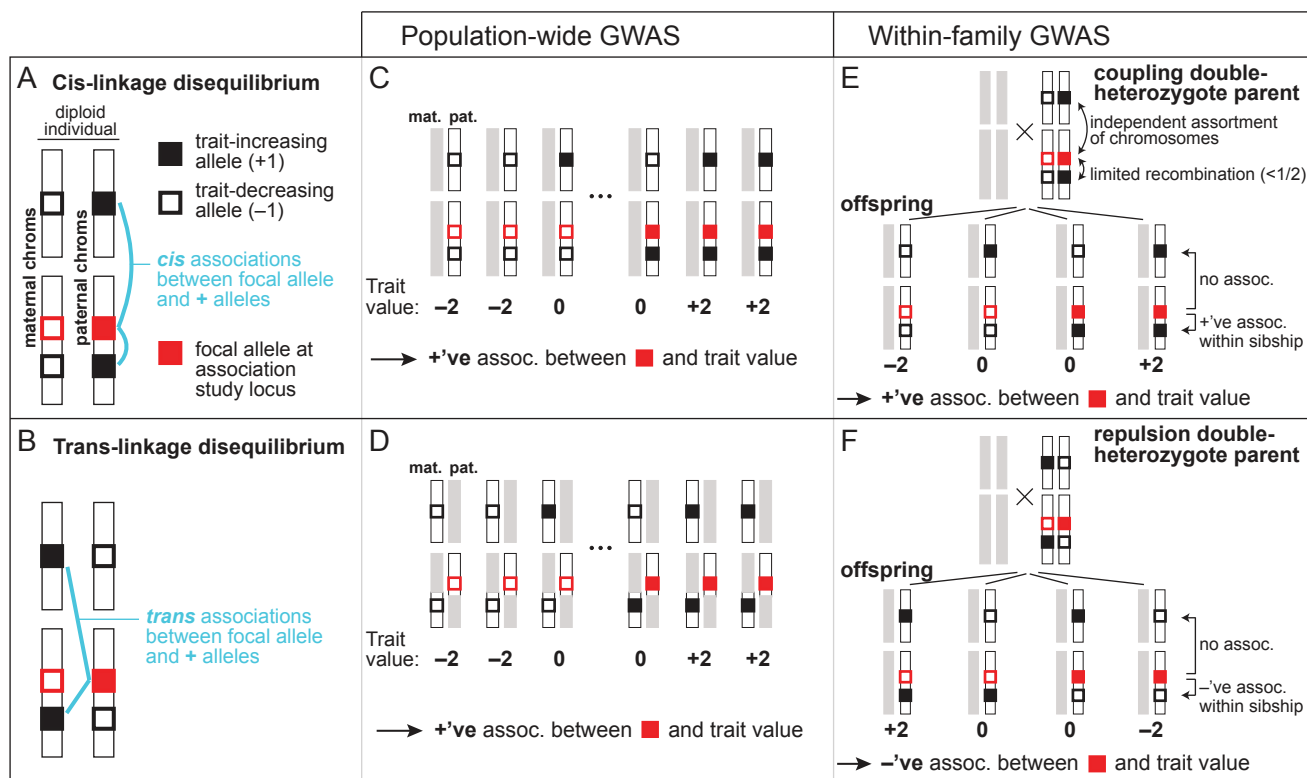 Population-wide GWAS
Within-family GWAS
A
Cis-linkage disequilibrium
diploid
individual
maternal chroms
paternal chroms
trait-increasing
allele (+1)
trait-decreasing
allele (–1)
cis associations
between focal allele
and + alleles
focal allele at
association
study locus
B
Trans-linkage disequilibrium
trans associations
between focal allele
and + alleles
C
mat. pat.
...
Trait
value:
–2 –2 0 0 +2 +2
+'ve assoc. between and trait value
D
mat. pat.
...
Trait
value:
–2 –2 0 0 +2 +2
+'ve assoc. between and trait value
E
coupling double-
heterozygote parent
independent assortment
of chromosomes
limited recombination (<1/2)
offspring
no assoc.
+'ve assoc.
within sibship
–2 0 0 +2
+'ve assoc. between and trait value
F
repulsion double-
heterozygote parent
offspring
no assoc.
–'ve assoc.
within sibship
+2 0 0 –2
–'ve assoc. between and trait value